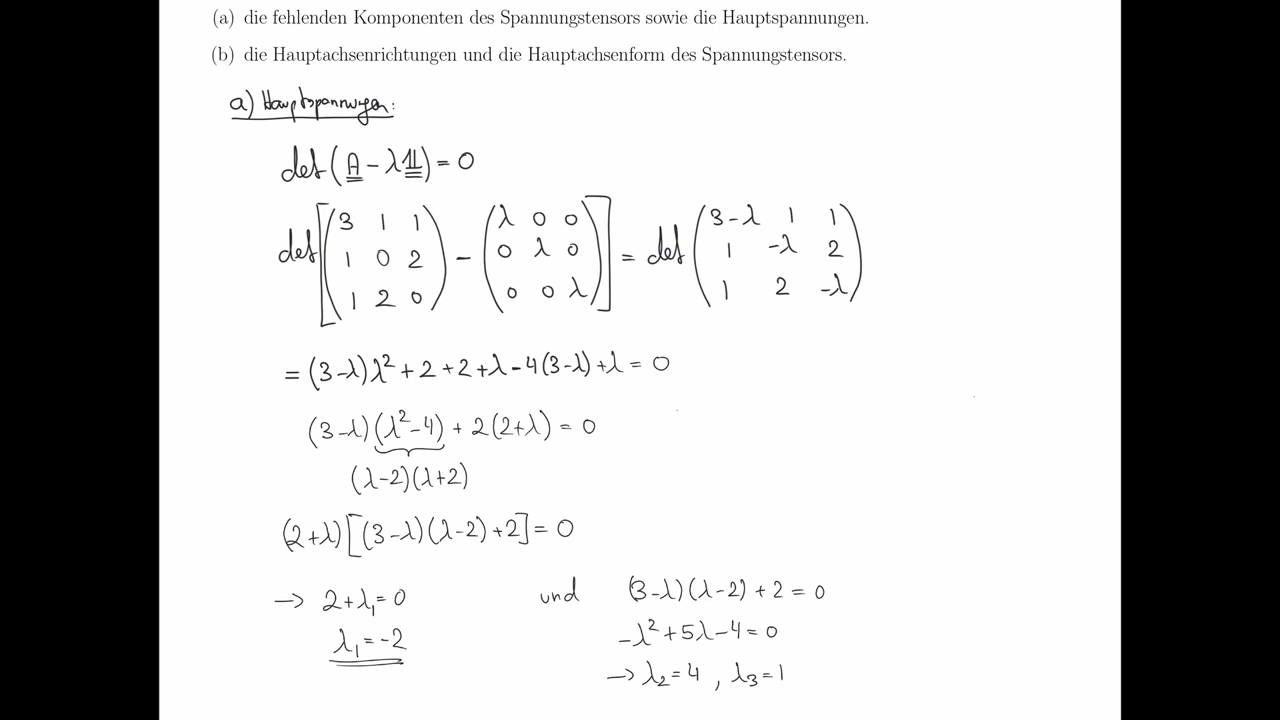 (a) die fehlenden Komponenten des Spannungstensors sowie die Hauptspannungen.
(b) die Hauptachsenrichtungen und die Hauptachsenform des Spannungstensors.
a) Hauptspannungen:
det(A - λ𝟙) = 0
det[(3 1 1; 1 0 2; 1 2 0) - (λ 0 0; 0 λ 0; 0 0 λ)] = det(3-λ 1 1; 1 -λ 2; 1 2 -λ)
= (3-λ)λ² + 2 + 2 + λ - 4(3-λ) + λ = 0
(3-λ)(λ²-4) + 2(2+λ) = 0
(λ-2)(λ+2)
(2+λ)[(3-λ)(λ-2) + 2] = 0
→ 2+λ₁ = 0 und (3-λ)(λ-2) + 2 = 0
λ₁ = -2 -λ² + 5λ - 4 = 0
→ λ₂ = 4 , λ₃ = 1